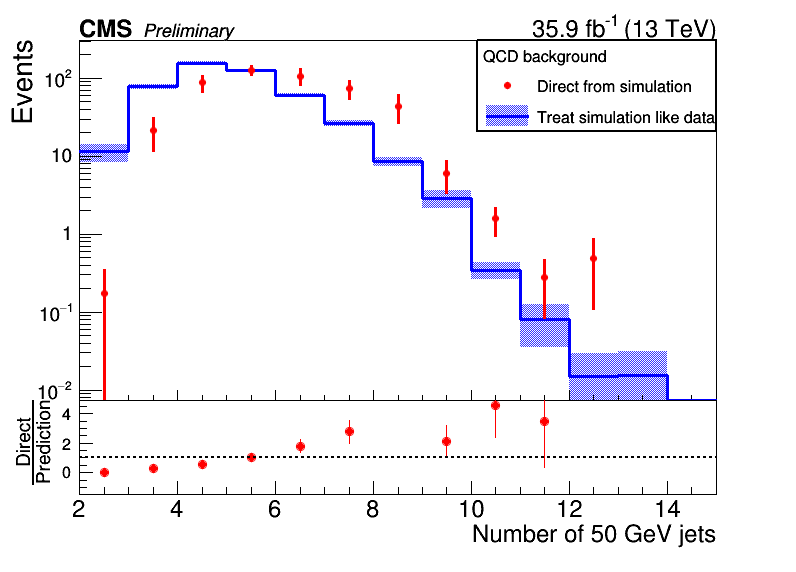 CMS Preliminary 35.9 fb⁻¹ (13 TeV)
Events
QCD background
Direct from simulation
Treat simulation like data
10²
10
1
10⁻¹
10⁻²
Direct
Prediction
4
2
0
2 4 6 8 10 12 14
Number of 50 GeV jets